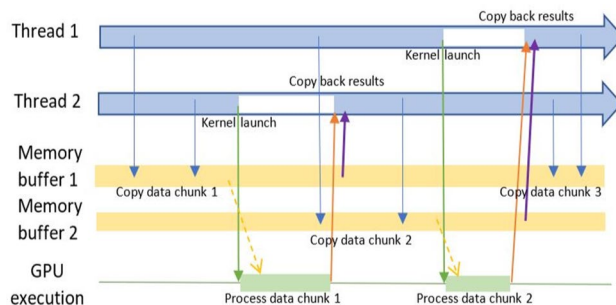 Copy back results
Thread 1
Kernel launch
Copy back results
Thread 2
Kernel launch
Memory
buffer 1
Copy data chunk 1
Copy data chunk 3
Memory
buffer 2
Copy data chunk 2
GPU
execution
Process data chunk 1
Process data chunk 2